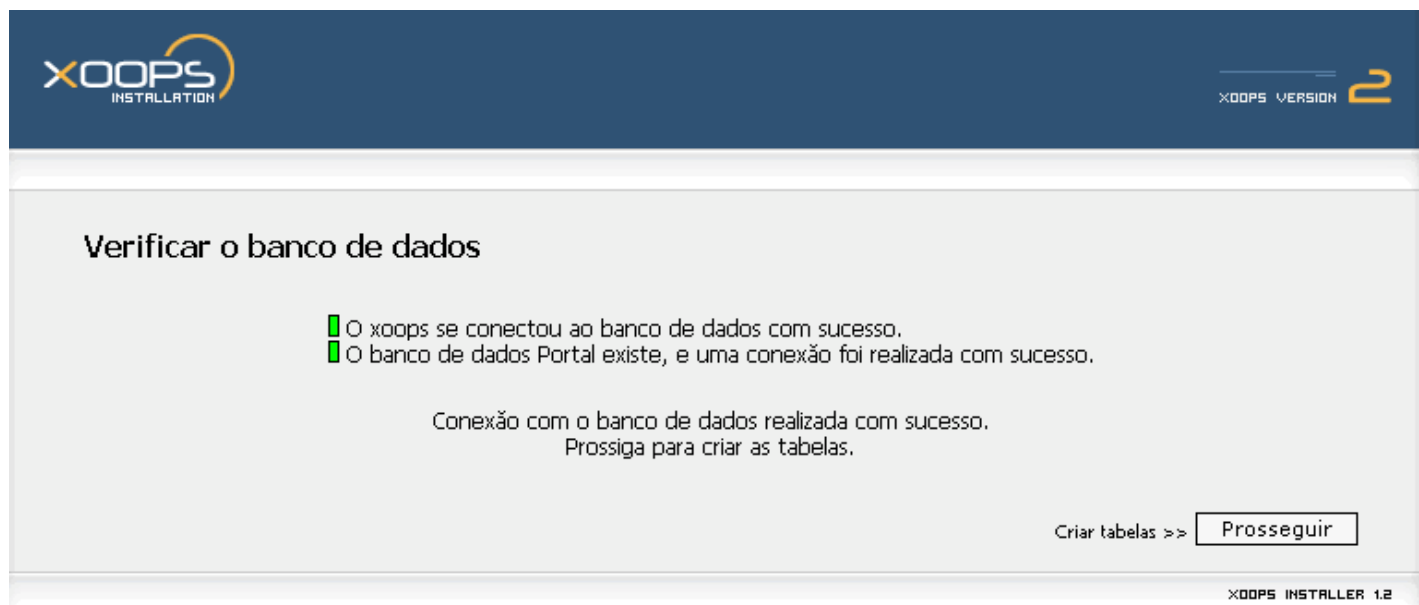 XOOPS
INSTALLATION
XOOPS VERSION 2
Verificar o banco de dados
O xoops se conectou ao banco de dados com sucesso.
O banco de dados Portal existe, e uma conexão foi realizada com sucesso.
Conexão com o banco de dados realizada com sucesso.
Prossiga para criar as tabelas.
Criar tabelas >> Prosseguir
XOOPS INSTALLER 1.2